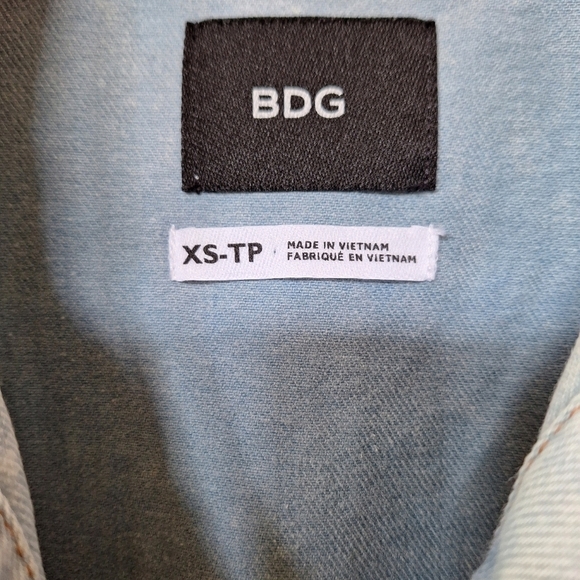 BDG
XS-TP
MADE IN VIETNAM
FABRIQUÉ EN VIETNAM